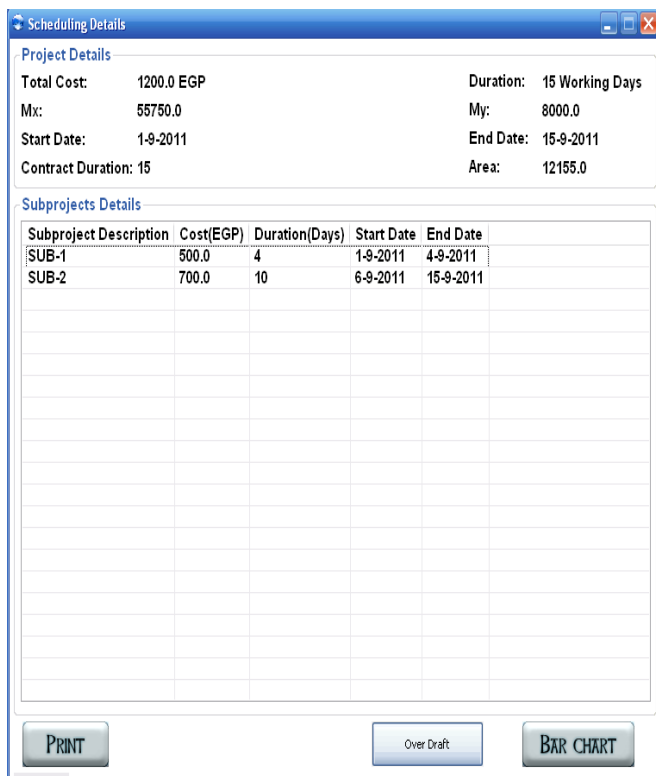 Scheduling Details
Project Details
Total Cost: 1200.0 EGP Duration: 15 Working Days
Mx: 55750.0 My: 8000.0
Start Date: 1-9-2011 End Date: 15-9-2011
Contract Duration: 15 Area: 12155.0
Subprojects Details
Subproject Description Cost(EGP) Duration(Days) Start Date End Date
SUB-1 500.0 4 1-9-2011 4-9-2011
SUB-2 700.0 10 6-9-2011 15-9-2011
PRINT Over Draft BAR CHART